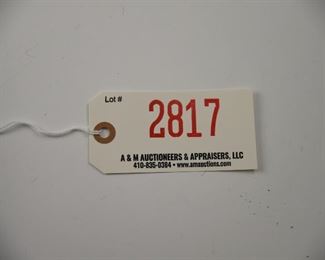 Lot #
2817
A & M AUCTIONEERS & APPRAISERS, LLC
410-835-0384 • www.amauctions.com